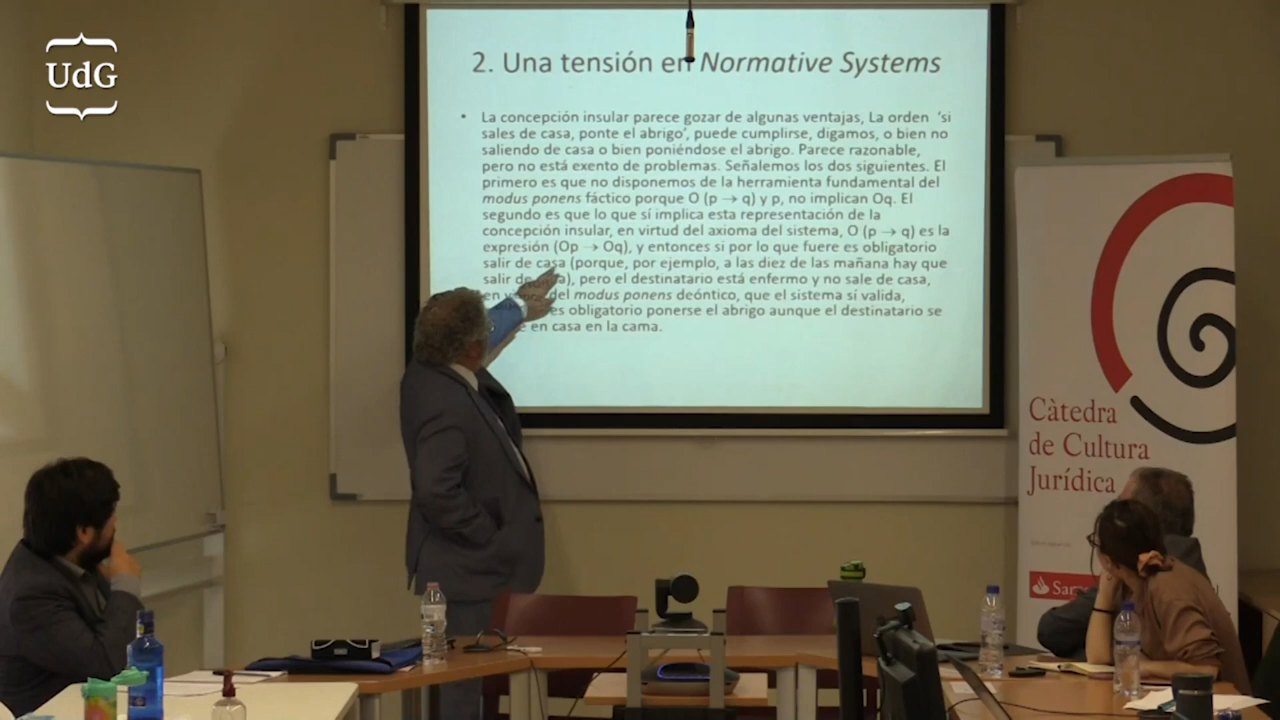 UdG
2. Una tensión en Normative Systems
• La concepción insular parece gozar de algunas ventajas, La orden 'si
sales de casa, ponte el abrigo', puede cumplirse, digamos, o bien no
saliendo de casa o bien poniéndose el abrigo. Parece razonable,
pero no está exento de problemas. Señalemos los dos siguientes. El
primero es que no disponemos de la herramienta fundamental del
modus ponens fáctico porque O (p → q) y p, no implican Oq. El
segundo es que lo que sí implica esta representación de la
concepción insular, en virtud del axioma del sistema, O (p → q) es la
expresión (Op → Oq), y entonces si por lo que fuere es obligatorio
salir de casa (porque, por ejemplo, a las diez de las mañana hay que
salir de), pero el destinatario está enfermo y no sale de casa,
en del modus ponens deóntico, que el sistema sí valida,
es obligatorio ponerse el abrigo aunque el destinatario se
en casa en la cama.
Càtedra
de Cultura
Jurídica